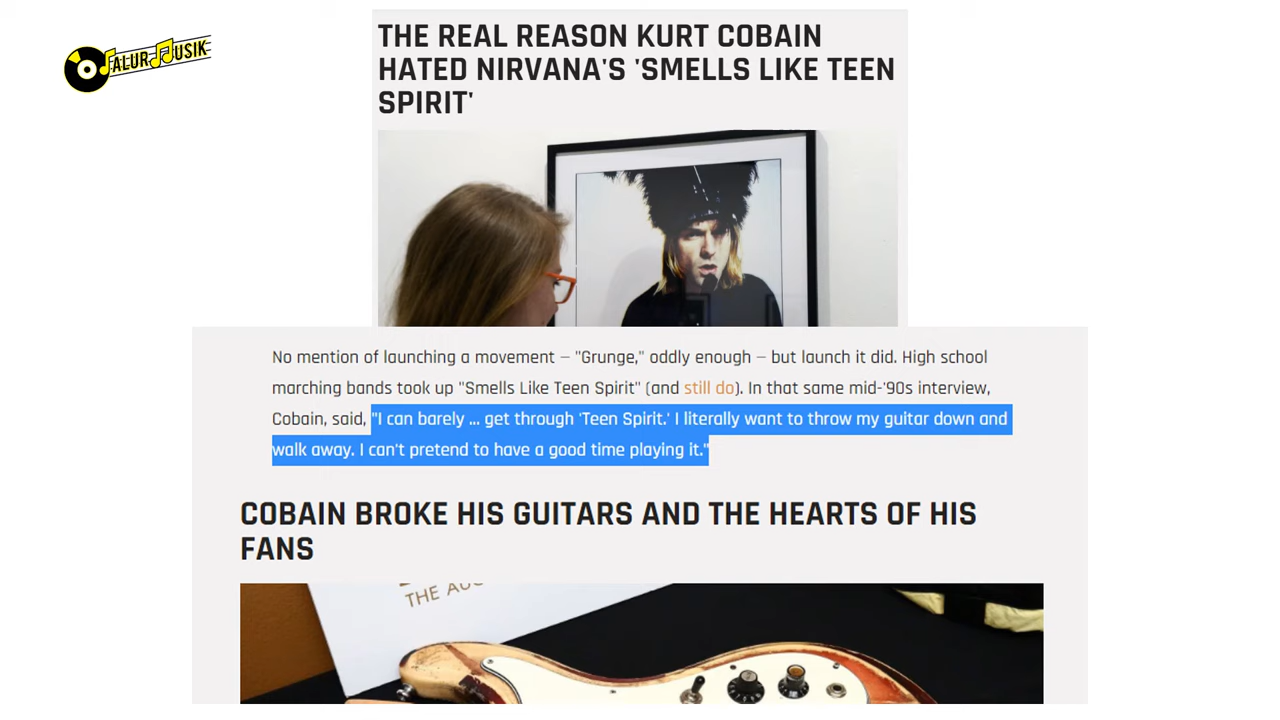 ALUR MUSIK
THE REAL REASON KURT COBAIN
HATED NIRVANA'S 'SMELLS LIKE TEEN
SPIRIT'
No mention of launching a movement — "Grunge," oddly enough — but launch it did. High school
marching bands took up "Smells Like Teen Spirit" (and still do). In that same mid-'90s interview,
Cobain, said, "I can barely ... get through 'Teen Spirit.' I literally want to throw my guitar down and
walk away. I can't pretend to have a good time playing it."
COBAIN BROKE HIS GUITARS AND THE HEARTS OF HIS
FANS
THE